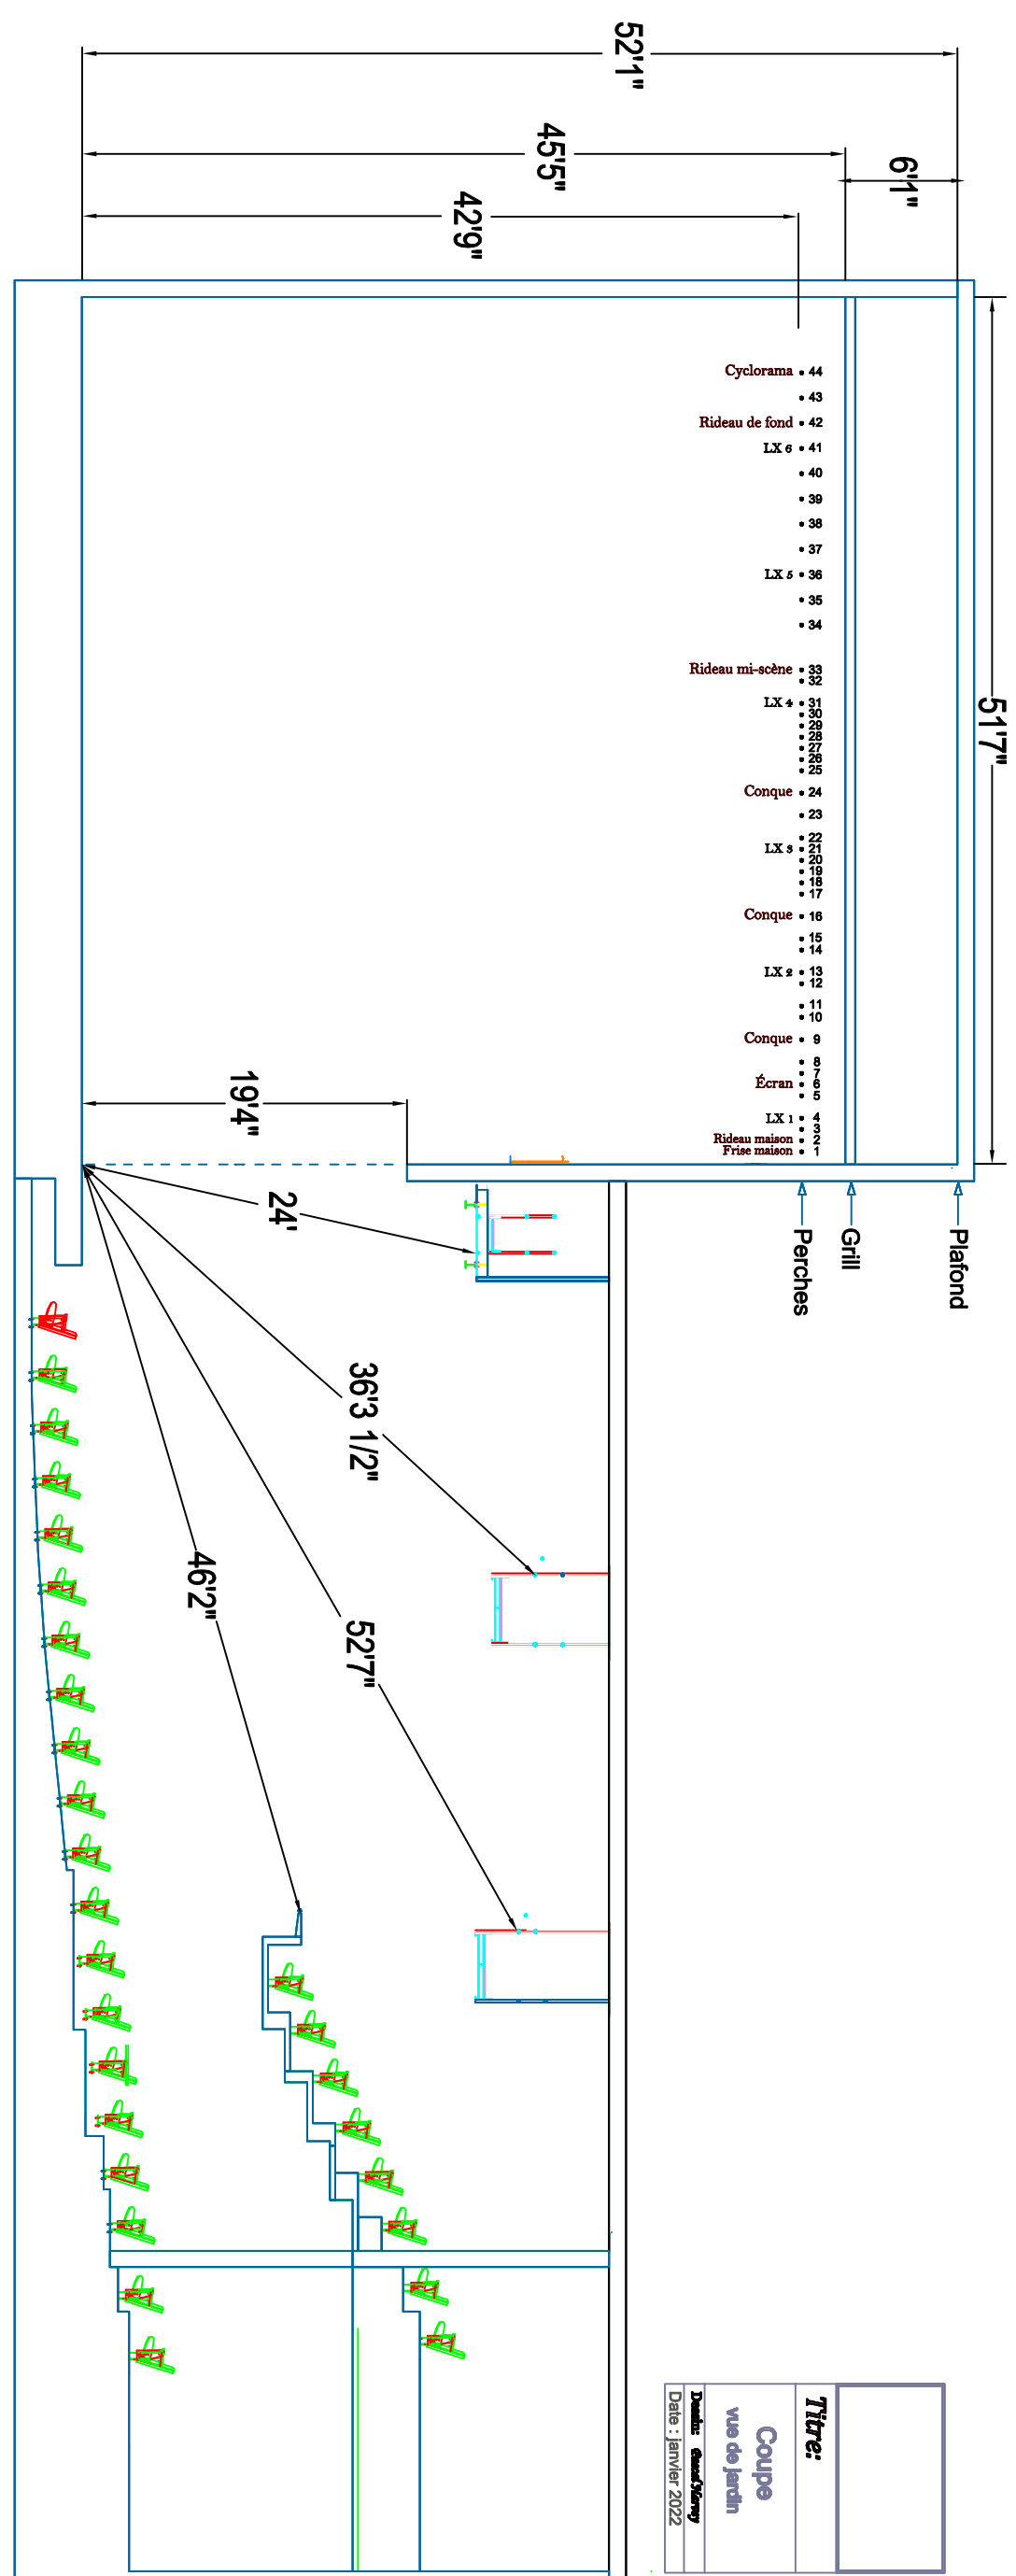 52'1"
45'5"
6'1"
42'9"
51'7"
Cyclorama 44
43
Rideau de fond 42
LX 6 41
40
39
38
37
LX 5 36
35
34
Rideau mi-scène 33
32
LX 4 31
30
29
28
27
26
25
Conque 24
23
22
LX 3 21
20
19
18
17
Conque 16
15
14
LX 2 13
12
11
10
Conque 9
8
7
Écran 6
5
LX 1 4
3
Rideau maison 2
Frise maison 1
19'4"
Plafond
Grill
Perches
24'
36'3 1/2"
46'2"
52'7"
Titre:
Coupe
vue de jardin
Dessin:
Date : janvier 2022